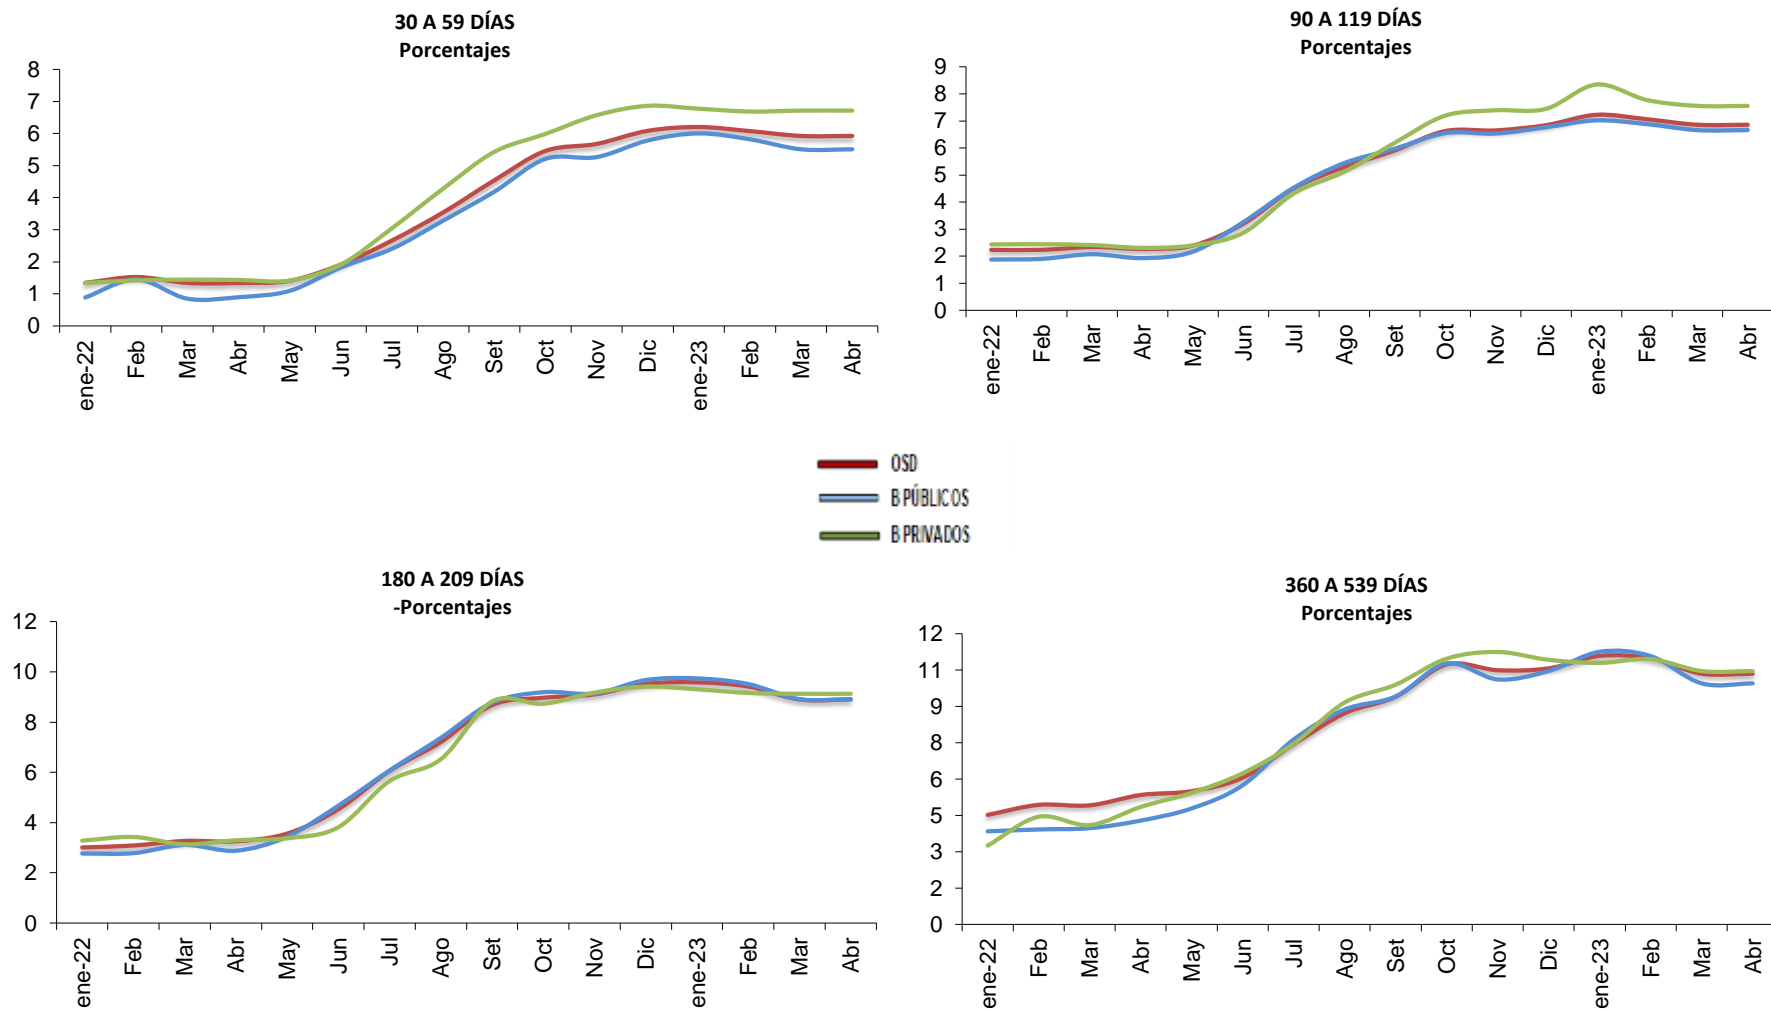 30 A 59 DÍAS
Porcentajes
8
7
6
5
4
3
2
1
0
ene-22 Feb Mar Abr May Jun Jul Ago Set Oct Nov Dic ene-23 Feb Mar Abr
90 A 119 DÍAS
Porcentajes
9
8
7
6
5
4
3
2
1
0
ene-22 Feb Mar Abr May Jun Jul Ago Set Oct Nov Dic ene-23 Feb Mar Abr
OSD
B PÚBLICOS
B PRIVADOS
180 A 209 DÍAS
-Porcentajes
12
10
8
6
4
2
0
ene-22 Feb Mar Abr May Jun Jul Ago Set Oct Nov Dic ene-23 Feb Mar Abr
360 A 539 DÍAS
Porcentajes
12
11
9
8
6
5
3
2
0
ene-22 Feb Mar Abr May Jun Jul Ago Set Oct Nov Dic ene-23 Feb Mar Abr